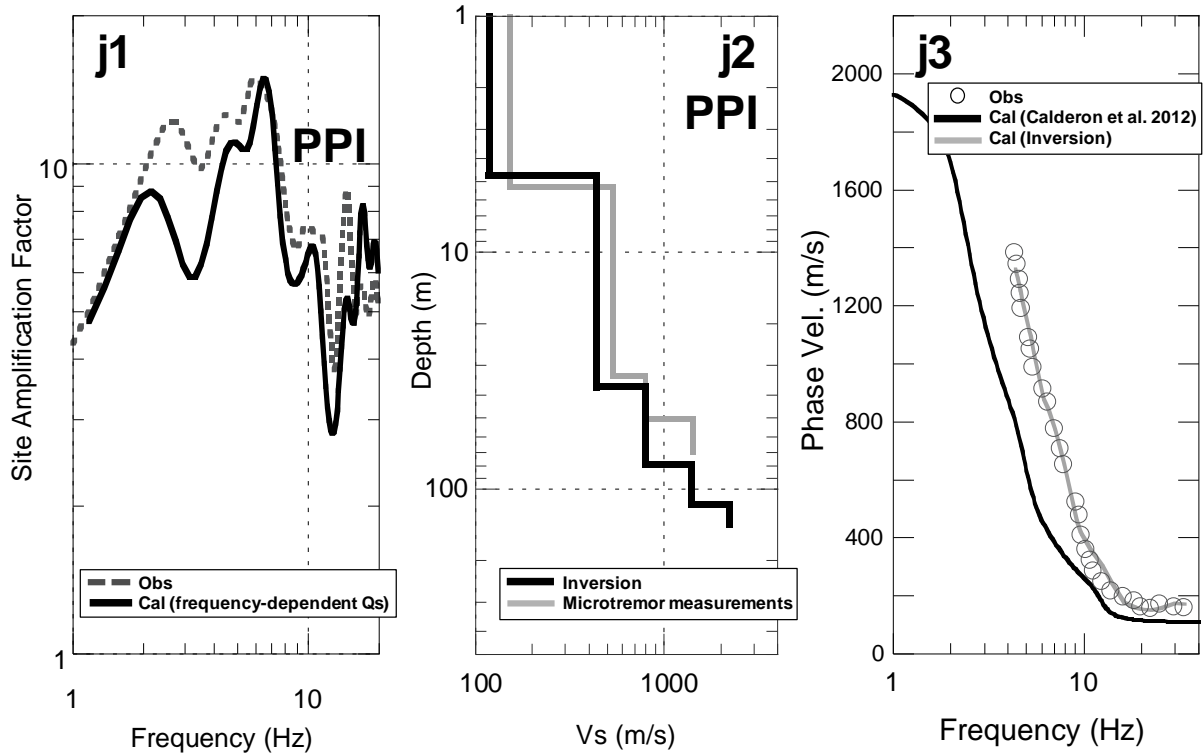 j1
PPI
10
1
Site Amplification Factor
Obs
Cal (frequency-dependent Qs)
1
10
Frequency (Hz)
j2
PPI
1
10
100
Depth (m)
Inversion
Microtremor measurements
100
1000
Vs (m/s)
j3
Obs
Cal (Calderon et al. 2012)
Cal (Inversion)
2000
1600
1200
800
400
0
Phase Vel. (m/s)
1
10
Frequency (Hz)